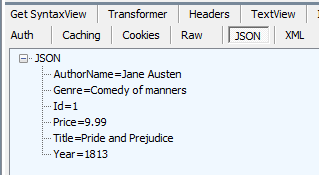 Get SyntaxView Transformer Headers TextView
Auth Caching Cookies Raw JSON XML
JSON
AuthorName=Jane Austen
Genre=Comedy of manners
Id=1
Price=9.99
Title=Pride and Prejudice
Year=1813